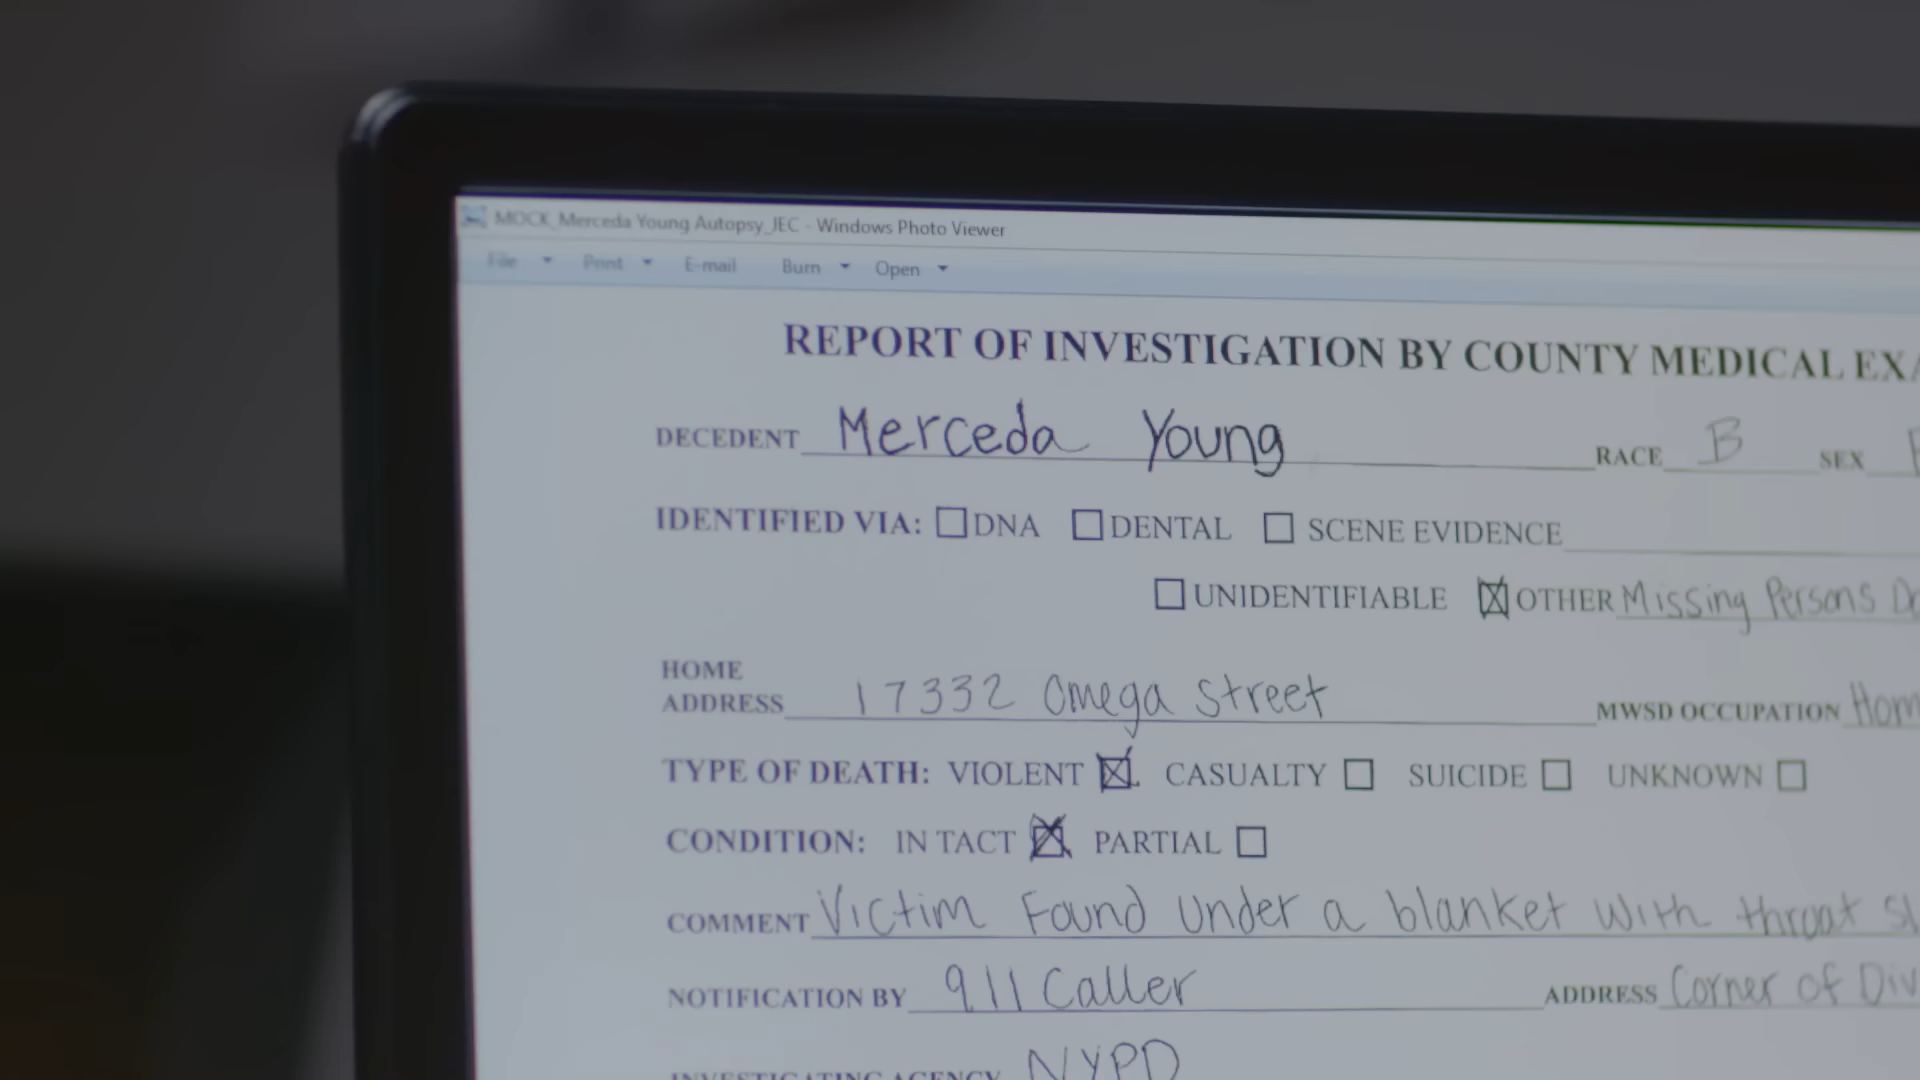 MOCK_Merceda Young Autopsy_JEC - Windows Photo Viewer
File Print E-mail Burn Open
REPORT OF INVESTIGATION BY COUNTY MEDICAL
DECEDENT Merceda Young RACE B SEX
IDENTIFIED VIA: DNA DENTAL SCENE EVIDENCE
UNIDENTIFIABLE OTHER Missing Persons
HOME
ADDRESS 17332 Omega Street MWSD OCCUPATION
TYPE OF DEATH: VIOLENT CASUALTY SUICIDE UNKNOWN
CONDITION: IN TACT PARTIAL
COMMENT Victim Found Under a blanket with throat
NOTIFICATION BY 911 Caller ADDRESS Corner of
INVESTIGATING AGENCY NYPD